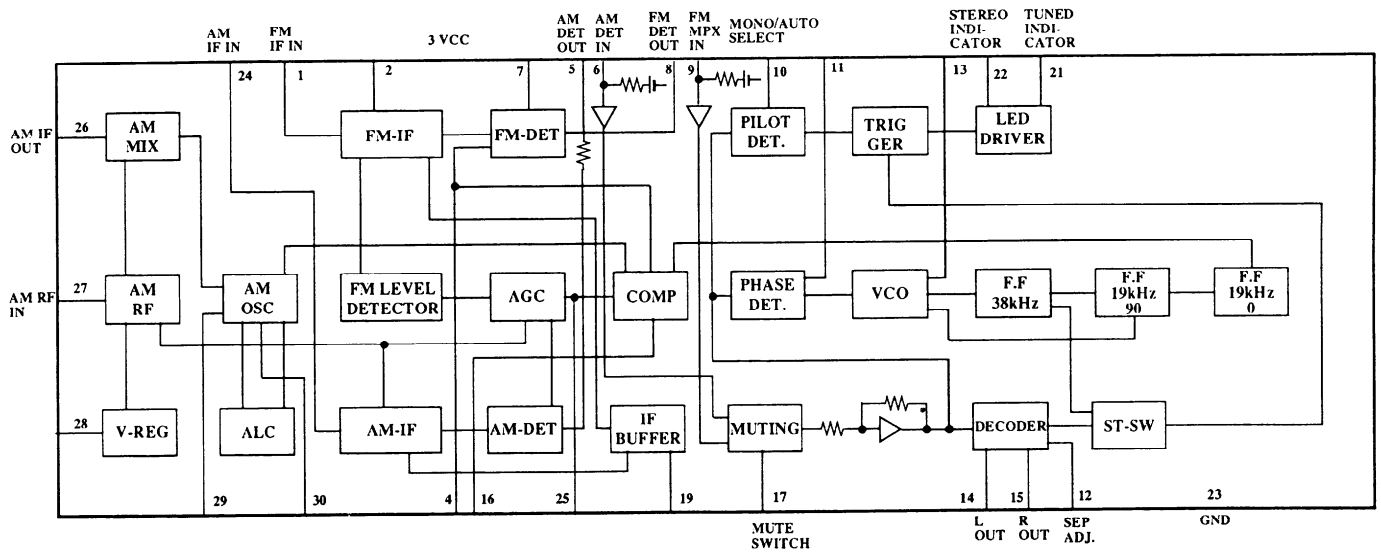 AM
IF IN
FM
IF IN
3 VCC
AM
DET
OUT
AM
DET
IN
FM
DET
OUT
FM
MPX
IN
MONO/AUTO
SELECT
STEREO
INDI-
CATOR
TUNED
INDI-
CATOR
24
1
2
7
5
6
8
9
10
11
13
22
21
AM IF
OUT
26
AM
MIX
FM-IF
FM-DET
PILOT
DET.
TRIG
GER
LED
DRIVER
AM RF
IN
27
AM
RF
AM
OSC
FM LEVEL
DETECTOR
AGC
COMP
PHASE
DET.
VCO
F.F
38kHz
F.F
19kHz
90
F.F
19kHz
0
28
V-REG
ALC
AM-IF
AM-DET
IF
BUFFER
MUTING
DECODER
ST-SW
29
30
4
16
25
19
17
14
15
12
23
MUTE
SWITCH
L
OUT
R
OUT
SEP
ADJ.
GND